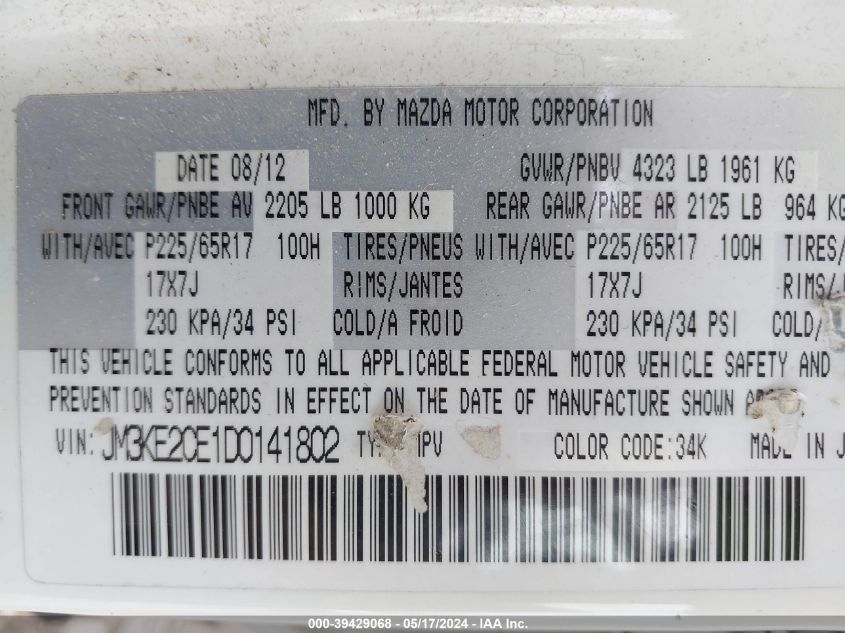 MFD. BY MAZDA MOTOR CORPORATION
DATE 08/12 GVWR/PNBV 4323 LB 1961 KG
FRONT GAWR/PNBE AV 2205 LB 1000 KG REAR GAWR/PNBE AR 2125 LB 964 KG
WITH/AVEC P225/65R17 100H TIRES/PNEUS WITH/AVEC P225/65R17 100H TIRES/
17X7J RIMS/JANTES 17X7J RIMS/
230 KPA/34 PSI COLD/A FROID 230 KPA/34 PSI COLD/
THIS VEHICLE CONFORMS TO ALL APPLICABLE FEDERAL MOTOR VEHICLE SAFETY AND
PREVENTION STANDARDS IN EFFECT ON THE DATE OF MANUFACTURE SHOWN
VIN: JM3KE2CE1D0141802 MPV COLOR CODE:34K MADE IN J
000-39429068 - 05/17/2024 - IAA Inc.